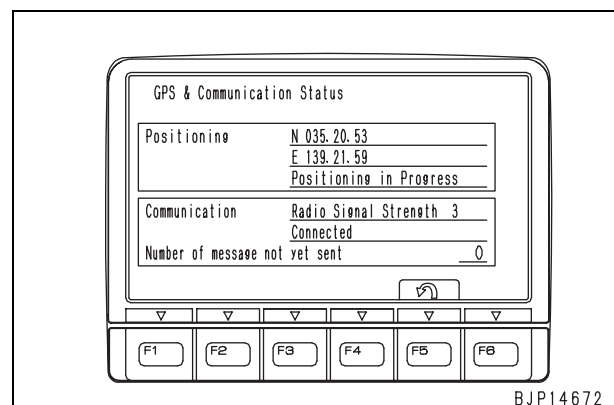 GPS & Communication Status
Positioning N 035.20.53
E 139.21.59
Positioning in Progress
Communication Radio Signal Strength 3
Connected
Number of message not yet sent 0
F1 F2 F3 F4 F5 F6
BJP14672